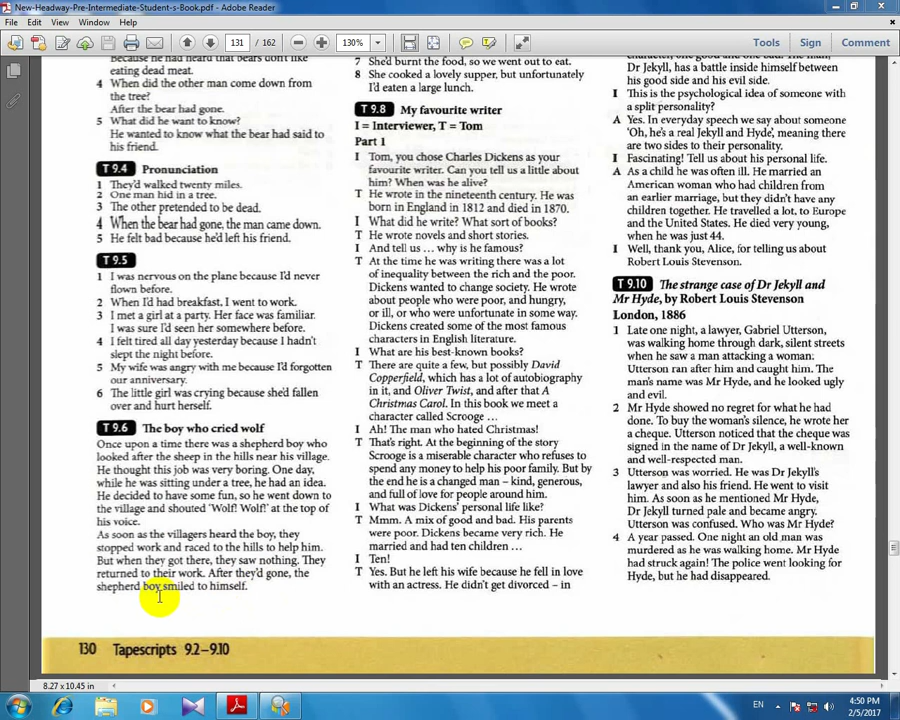 New-Headway-Pre-Intermediate-Student-s-Book.pdf - Adobe Reader
File Edit View Window Help
131 / 162 130%
Tools Sign Comment
Because he had heard that bears don't like
eating dead meat.
4 When did the other man come down from
the tree?
After the bear had gone.
5 What did he want to know?
He wanted to know what the bear had said to
his friend.
T 9.4 Pronunciation
1 They'd walked twenty miles.
2 One man hid in a tree.
3 The other pretended to be dead.
4 When the bear had gone, the man came down.
5 He felt bad because he'd left his friend.
T 9.5
1 I was nervous on the plane because I'd never
flown before.
2 When I'd had breakfast, I went to work.
3 I met a girl at a party. Her face was familiar.
I was sure I'd seen her somewhere before.
4 I felt tired all day yesterday because I hadn't
slept the night before.
5 My wife was angry with me because I'd forgotten
our anniversary.
6 The little girl was crying because she'd fallen
over and hurt herself.
T 9.6 The boy who cried wolf
Once upon a time there was a shepherd boy who
looked after the sheep in the hills near his village.
He thought this job was very boring. One day,
while he was sitting under a tree, he had an idea.
He decided to have some fun, so he went down to
the village and shouted 'Wolf! Wolf!' at the top of
his voice.
As soon as the villagers heard the boy, they
stopped work and raced to the hills to help him.
But when they got there, they saw nothing. They
returned to their work. After they'd gone, the
shepherd boy smiled to himself.
7 She'd burnt the food, so we went out to eat.
8 She cooked a lovely supper, but unfortunately
I'd eaten a large lunch.
T 9.8 My favourite writer
I = Interviewer, T = Tom
Part 1
I Tom, you chose Charles Dickens as your
favourite writer. Can you tell us a little about
him? When was he alive?
T He wrote in the nineteenth century. He was
born in England in 1812 and died in 1870.
I What did he write? What sort of books?
T He wrote novels and short stories.
I And tell us … why is he famous?
T At the time he was writing there was a lot
of inequality between the rich and the poor.
Dickens wanted to change society. He wrote
about people who were poor, and hungry,
or ill, or who were unfortunate in some way.
Dickens created some of the most famous
characters in English literature.
I What are his best-known books?
T There are quite a few, but possibly David
Copperfield, which has a lot of autobiography
in it, and Oliver Twist, and after that A
Christmas Carol. In this book we meet a
character called Scrooge …
I Ah! The man who hated Christmas!
T That's right. At the beginning of the story
Scrooge is a miserable character who refuses to
spend any money to help his poor family. But by
the end he is a changed man – kind, generous,
and full of love for people around him.
I What was Dickens' personal life like?
T Mmm. A mix of good and bad. His parents
were poor. Dickens became very rich. He
married and had ten children …
I Ten!
T Yes. But he left his wife because he fell in love
with an actress. He didn't get divorced – in
Dr Jekyll, has a battle inside himself between
his good side and his evil side.
I This is the psychological idea of someone with
a split personality?
A Yes. In everyday speech we say about someone
'Oh, he's a real Jekyll and Hyde', meaning there
are two sides to their personality.
I Fascinating! Tell us about his personal life.
A As a child he was often ill. He married an
American woman who had children from
an earlier marriage, but they didn't have any
children together. He travelled a lot, to Europe
and the United States. He died very young,
when he was just 44.
I Well, thank you, Alice, for telling us about
Robert Louis Stevenson.
T 9.10 The strange case of Dr Jekyll and
Mr Hyde, by Robert Louis Stevenson
London, 1886
1 Late one night, a lawyer, Gabriel Utterson,
was walking home through dark, silent streets
when he saw a man attacking a woman.
Utterson ran after him and caught him. The
man's name was Mr Hyde, and he looked ugly
and evil.
2 Mr Hyde showed no regret for what he had
done. To buy the woman's silence, he wrote her
a cheque. Utterson noticed that the cheque was
signed in the name of Dr Jekyll, a well-known
and well-respected man.
3 Utterson was worried. He was Dr Jekyll's
lawyer and also his friend. He went to visit
him. As soon as he mentioned Mr Hyde,
Dr Jekyll turned pale and became angry.
Utterson was confused. Who was Mr Hyde?
4 A year passed. One night an old man was
murdered as he was walking home. Mr Hyde
had struck again! The police went looking for
Hyde, but he had disappeared.
130 Tapescripts 9.2–9.10
8.27 x 10.45 in
EN
4:50 PM
2/5/2017